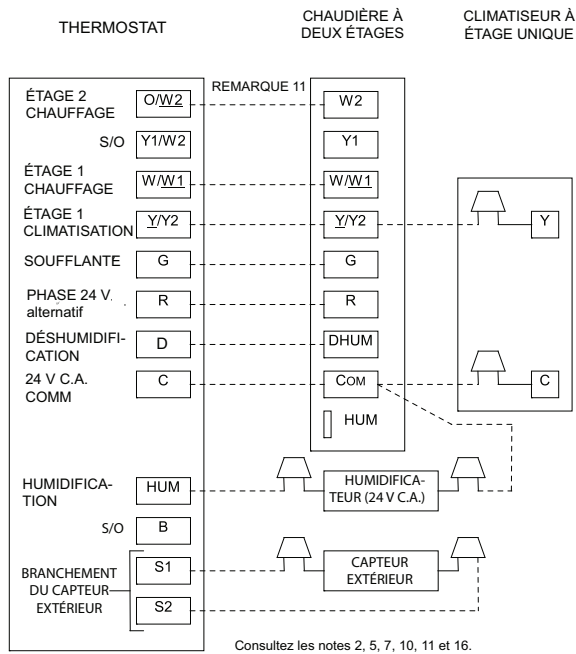 THERMOSTAT
CHAUDIÈRE À
DEUX ÉTAGES
CLIMATISEUR À
ÉTAGE UNIQUE
ÉTAGE 2
CHAUFFAGE
O/W2
REMARQUE 11
W2
S/O
Y1/W2
Y1
ÉTAGE 1
CHAUFFAGE
W/W1
W/W1
ÉTAGE 1
CLIMATISATION
Y/Y2
Y/Y2
Y
SOUFFLANTE
G
G
PHASE 24 V.
alternatif
R
R
DÉSHUMIDIFI-
CATION
D
DHUM
24 V C.A.
COMM
C
COM
C
HUM
HUMIDIFICA-
TION
HUM
HUMIDIFICA-
TEUR (24 V C.A.)
S/O
B
BRANCHEMENT
DU CAPTEUR
EXTÉRIEUR
S1
CAPTEUR
EXTÉRIEUR
S2
Consultez les notes 2, 5, 7, 10, 11 et 16.